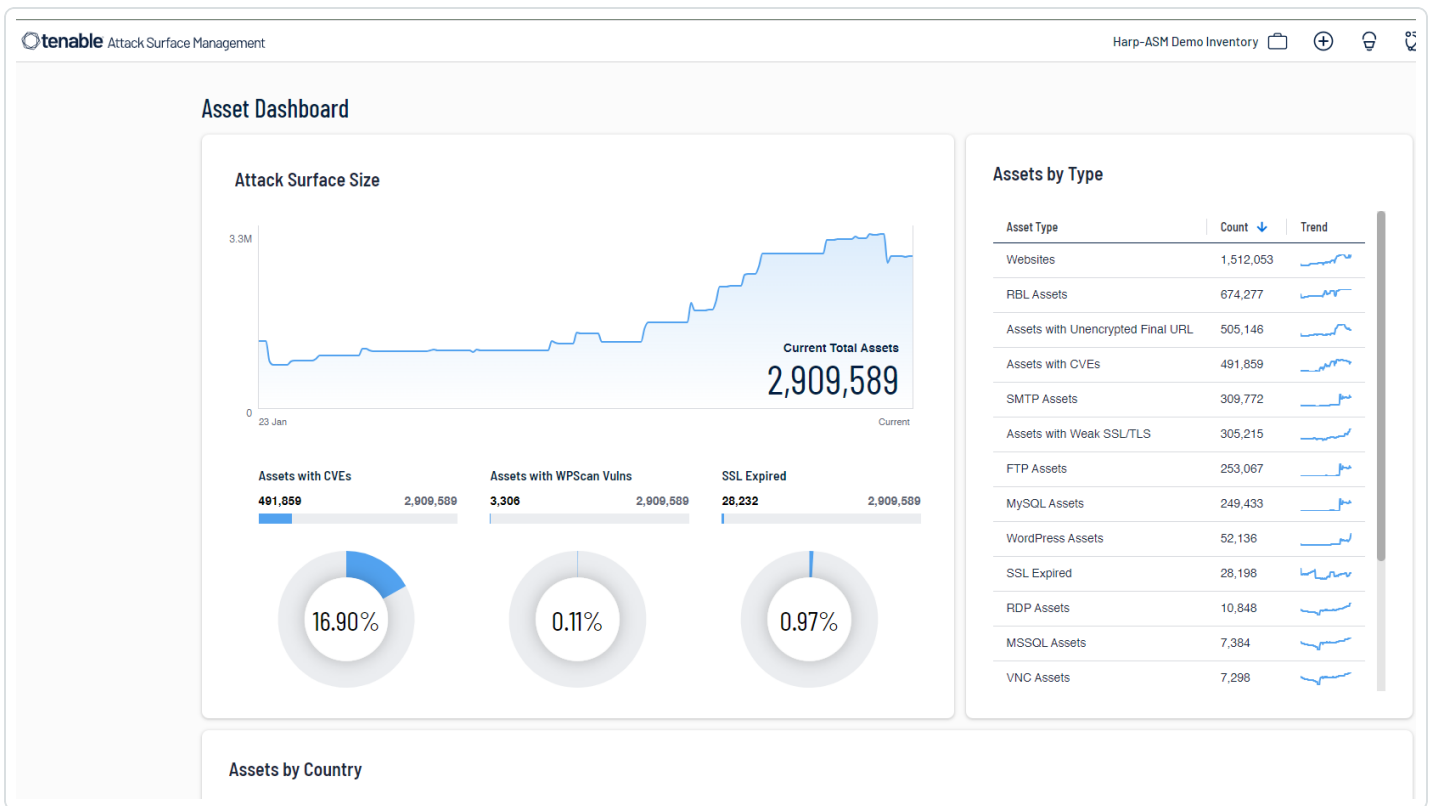 tenable Attack Surface Management
Harp-ASM Demo Inventory
Asset Dashboard
Attack Surface Size
3.3M
Current Total Assets
2,909,589
0
23 Jan
Current
Assets with CVEs
491,859 2,909,589
16.90%
Assets with WPScan Vulns
3,306 2,909,589
0.11%
SSL Expired
28,232 2,909,589
0.97%
Assets by Type
Asset Type Count Trend
Websites 1,512,053
RBL Assets 674,277
Assets with Unencrypted Final URL 505,146
Assets with CVEs 491,859
SMTP Assets 309,772
Assets with Weak SSL/TLS 305,215
FTP Assets 253,067
MySQL Assets 249,433
WordPress Assets 52,136
SSL Expired 28,198
RDP Assets 10,848
MSSQL Assets 7,384
VNC Assets 7,298
Assets by Country